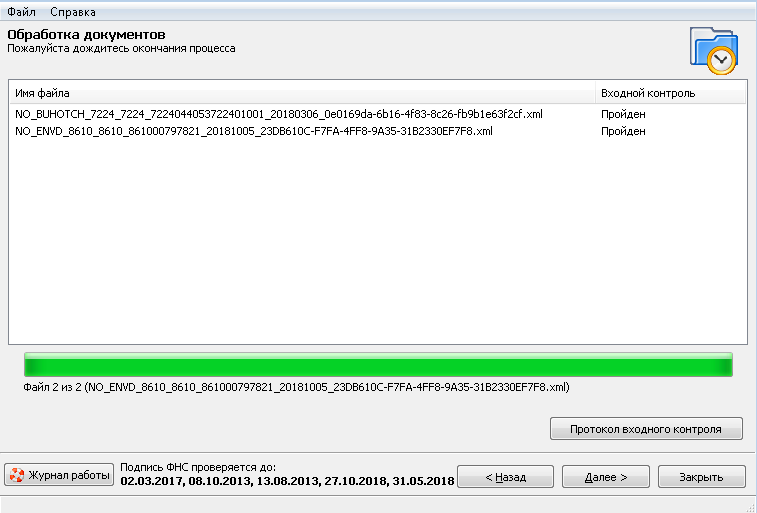 Файл Справка
Обработка документов
Пожалуйста дождитесь окончания процесса
Имя файла Входной контроль
NO_BUHOTCH_7224_7224_7224044053722401001_20180306_0e0169da-6b16-4f83-8c26-fb9b1e63f2cf.xml Пройден
NO_ENVD_8610_8610_861000797821_20181005_23DB610C-F7FA-4FF8-9A35-31B2330EF7F8.xml Пройден
Файл 2 из 2 (NO_ENVD_8610_8610_861000797821_20181005_23DB610C-F7FA-4FF8-9A35-31B2330EF7F8.xml)
Протокол входного контроля
Журнал работы
Подпись ФНС проверяется до:
02.03.2017, 08.10.2013, 13.08.2013, 27.10.2018, 31.05.2018
< Назад
Далее >
Закрыть